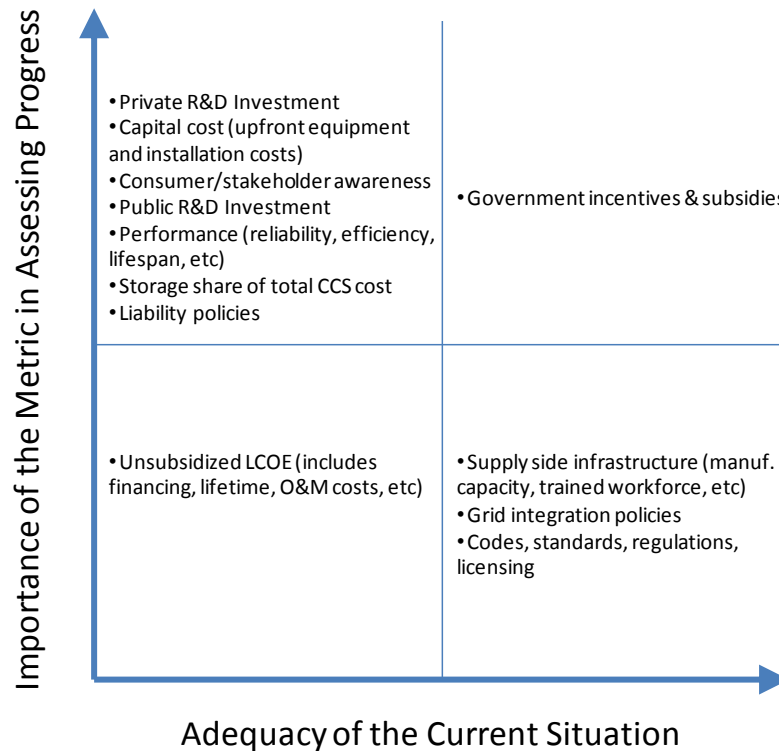 Importance of the Metric in Assessing Progress
•Private R&D Investment
•Capital cost (upfront equipment
and installation costs)
•Consumer/stakeholder awareness
•Public R&D Investment
•Performance (reliability, efficiency,
lifespan, etc)
•Storage share of total CCS cost
•Liability policies
•Government incentives & subsidies
•Unsubsidized LCOE (includes
financing, lifetime, O&M costs, etc)
•Supply side infrastructure (manuf.
capacity, trained workforce, etc)
•Grid integration policies
•Codes, standards, regulations,
licensing
Adequacy of the Current Situation